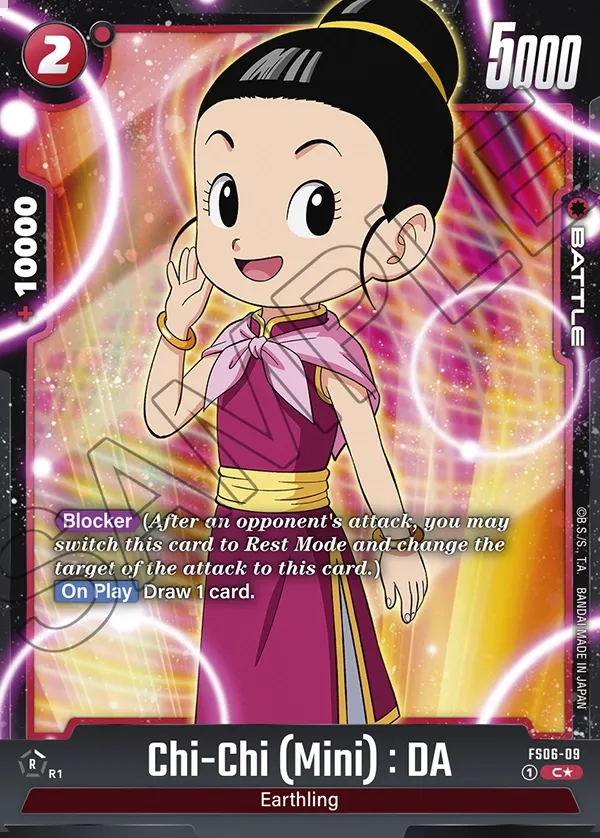 2
5000
+ 10000
BATTLE
SAMPLE
Blocker (After an opponent's attack, you may
switch this card to Rest Mode and change the
target of the attack to this card.)
On Play Draw 1 card.
©B.S./S., T.A. BANDAI MADE IN JAPAN
R R1
Chi-Chi (Mini) : DA
FS06-09
1 C★
Earthling